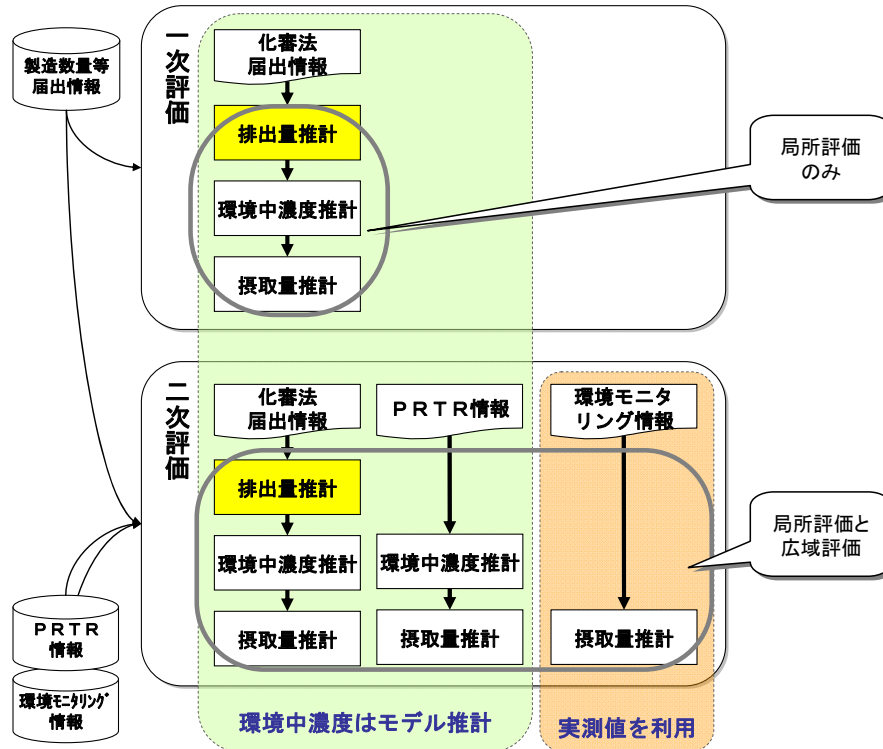 製造数量等
届出情報
一次評価
化審法
届出情報
排出量推計
環境中濃度推計
摂取量推計
局所評価
のみ
二次評価
化審法
届出情報
ＰＲＴＲ情報
環境モニタ
リング情報
排出量推計
環境中濃度推計
環境中濃度推計
摂取量推計
摂取量推計
摂取量推計
局所評価と
広域評価
ＰＲＴＲ
情報
環境ﾓﾆﾀﾘﾝｸﾞ
情報
環境中濃度はモデル推計
実測値を利用